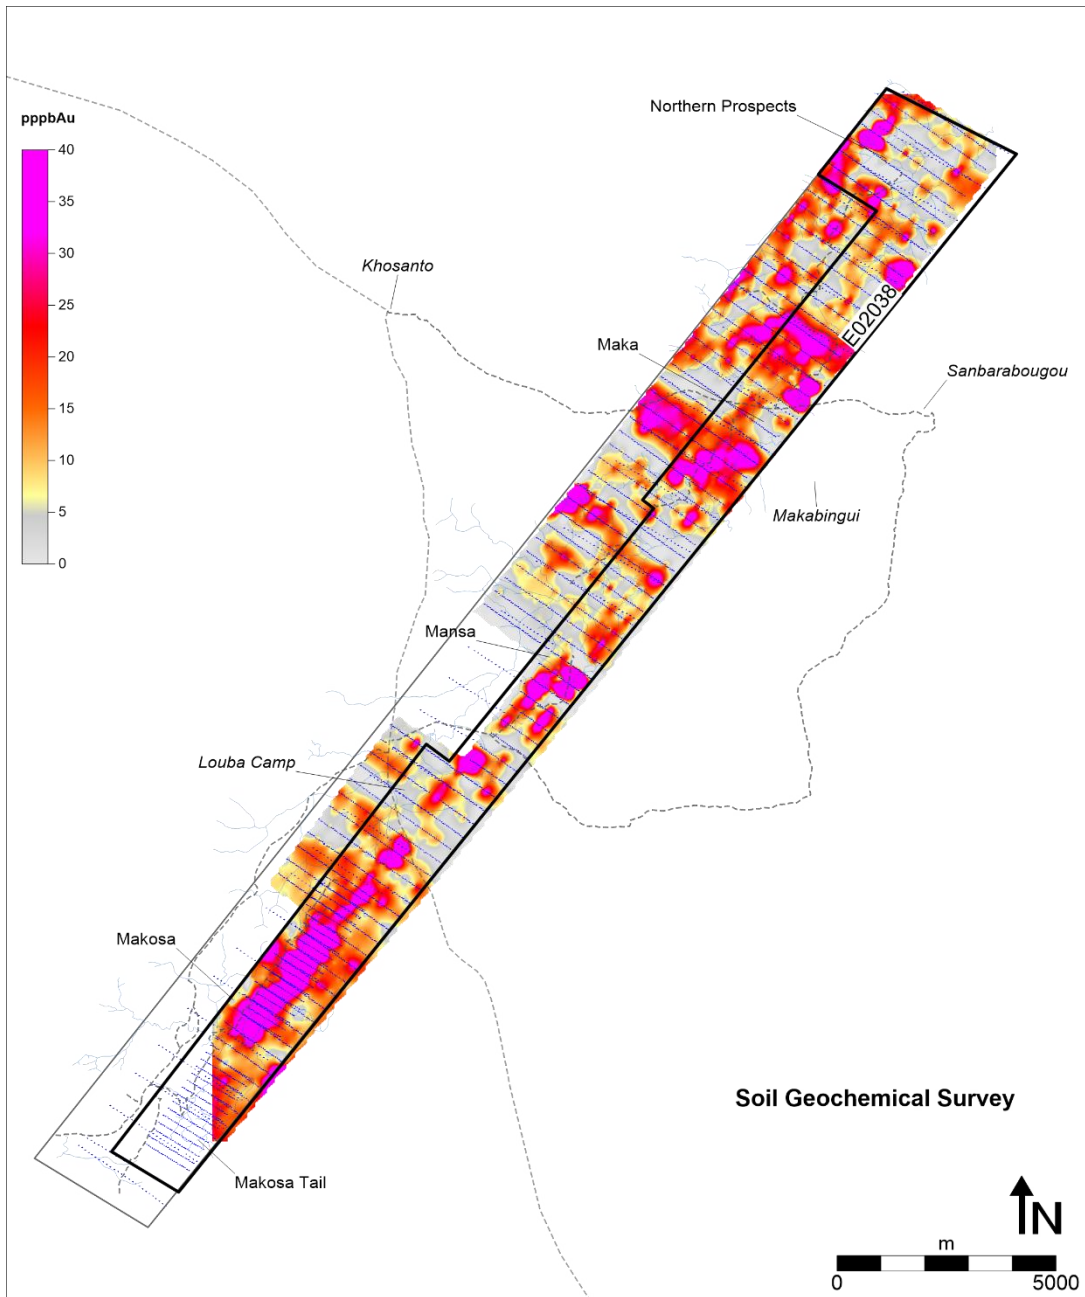 Northern Prospects
pppbAu
40
35
30
25
20
15
10
5
0
Khosanto
E02038
Maka
Sanbarabougou
Makabingui
Mansa
Louba Camp
Makosa
Soil Geochemical Survey
Makosa Tail
N
m
0
5000